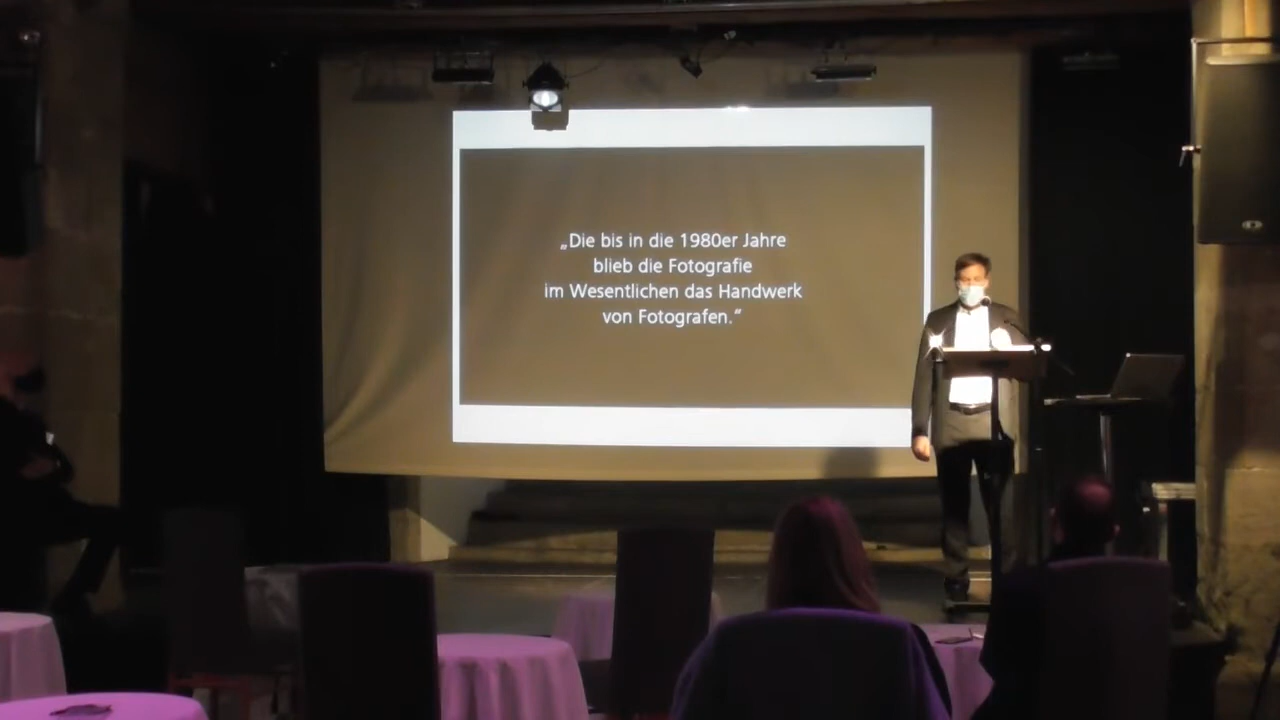 „Die bis in die 1980er Jahre
blieb die Fotografie
im Wesentlichen das Handwerk
von Fotografen.“